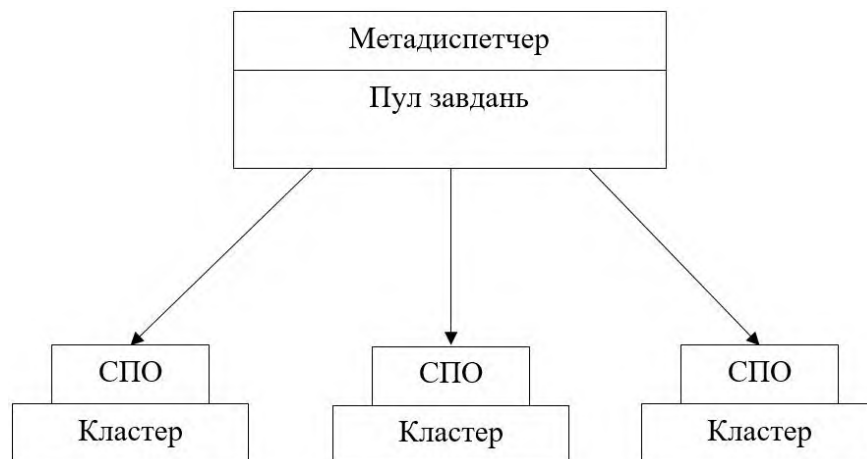 Метадиспетчер
Пул завдань
СПО
СПО
СПО
Кластер
Кластер
Кластер